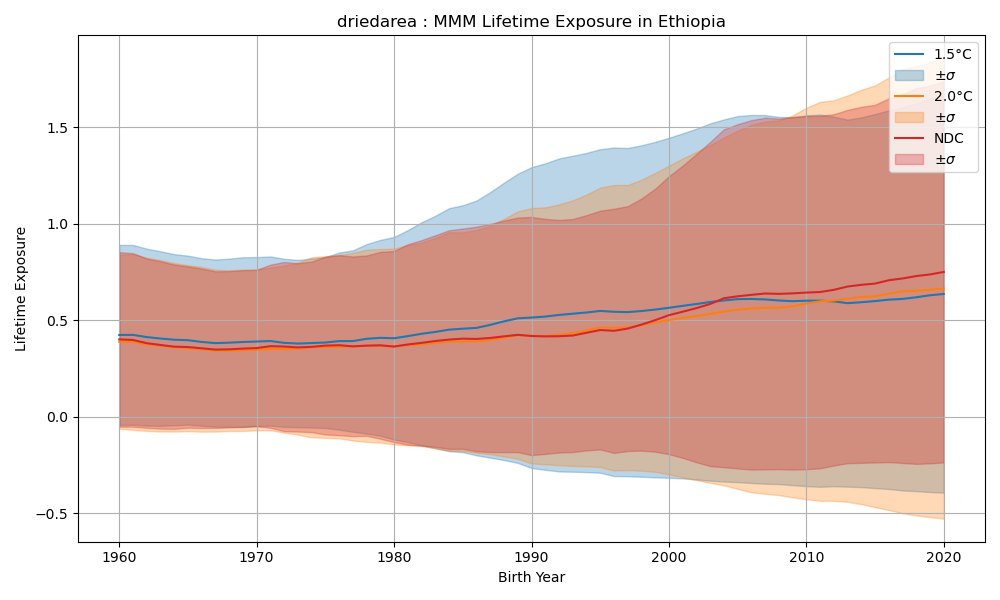 driedarea : MMM Lifetime Exposure in Ethiopia
1.5°C
±σ
2.0°C
±σ
NDC
±σ
Lifetime Exposure
1.5
1.0
0.5
0.0
−0.5
1960 1970 1980 1990 2000 2010 2020
Birth Year